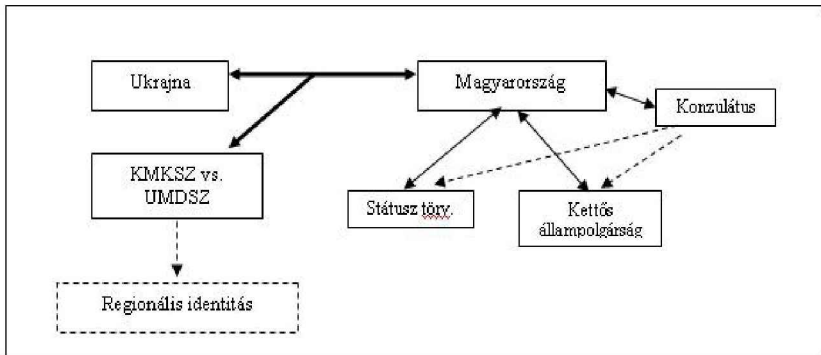 Ukrajna
Magyarország
Konzulátus
KMKSZ vs.
UMDSZ
Státusz törv.
Kettős
állampolgárság
Regionális identitás